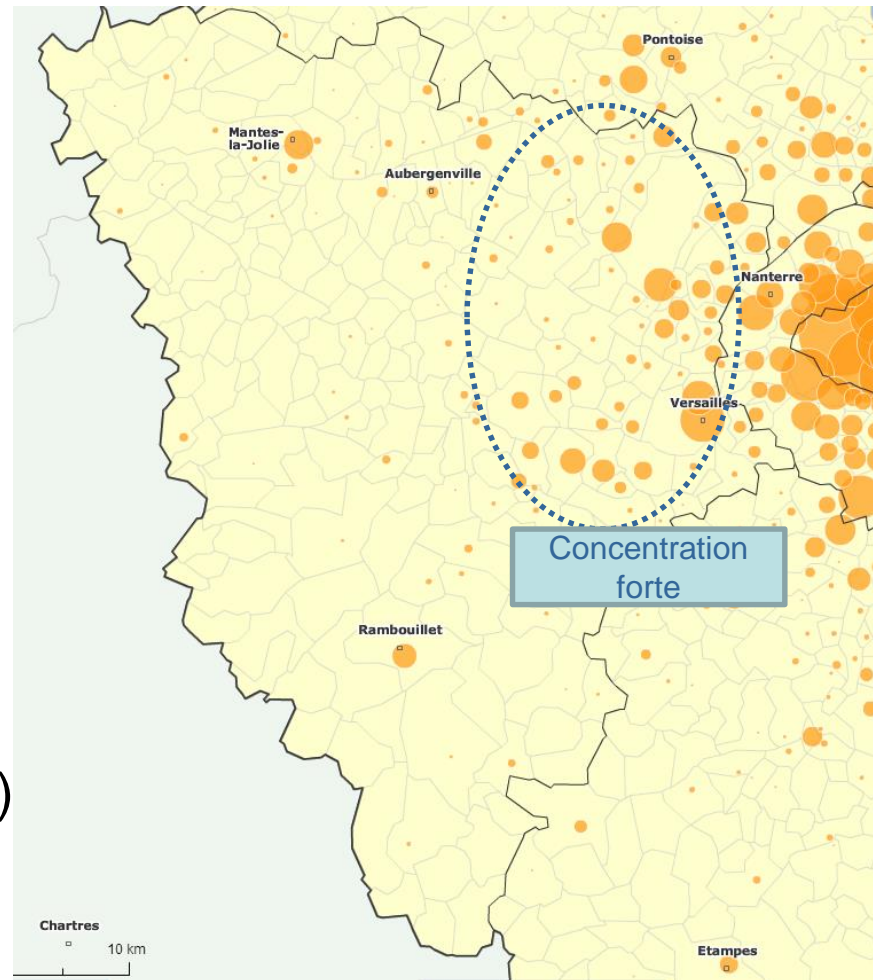 Pontoise
Mantes-
la-Jolie
Aubergenville
Nanterre
Versailles
Concentration
forte
Rambouillet
)
Chartres
10 km
Etampes